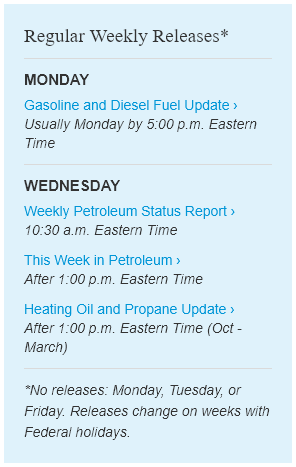 Regular Weekly Releases*
MONDAY
Gasoline and Diesel Fuel Update ›
Usually Monday by 5:00 p.m. Eastern
Time
WEDNESDAY
Weekly Petroleum Status Report ›
10:30 a.m. Eastern Time
This Week in Petroleum ›
After 1:00 p.m. Eastern Time
Heating Oil and Propane Update ›
After 1:00 p.m. Eastern Time (Oct -
March)
*No releases: Monday, Tuesday, or
Friday. Releases change on weeks with
Federal holidays.